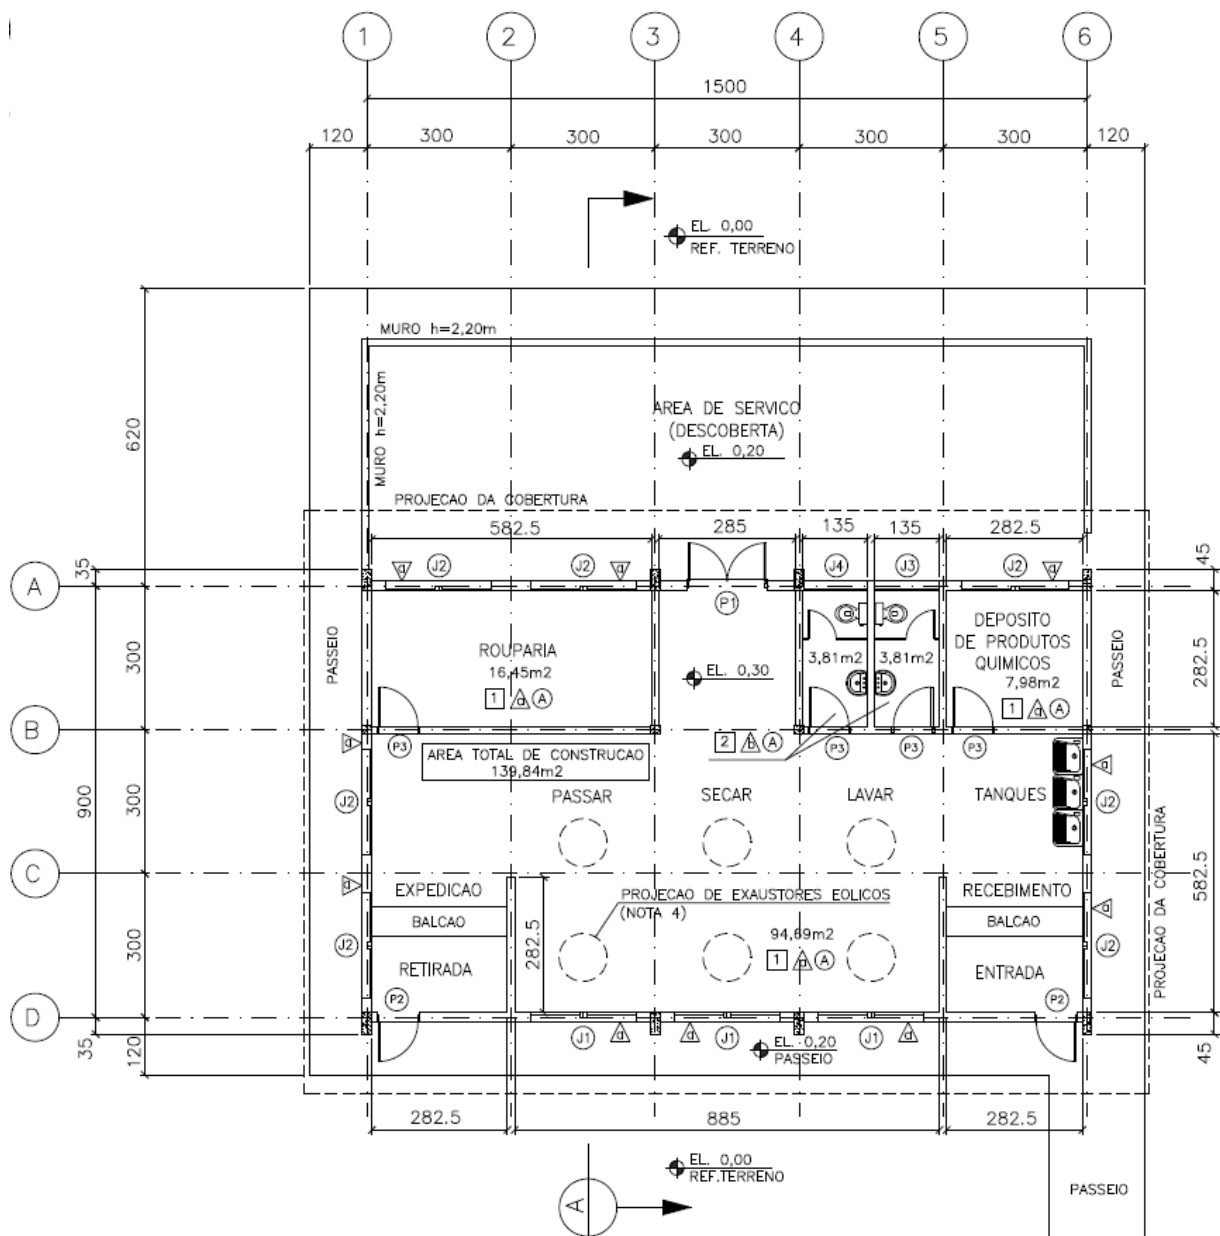 1 2 3 4 5 6
1500
120 300 300 300 300 300 120
EL. 0,00
REF. TERRENO
MURO h=2,20m
MURO h=2,20m
620
AREA DE SERVICO
(DESCOBERTA)
EL. 0,20
PROJECAO DA COBERTURA
582.5 285 135 135 282.5
35 45
A
J2 J2 J4 J3 J2
a a a
P1
PASSEIO
300
ROUPARIA
16,45m2
1 a A
EL. 0,30
3,81m2 3,81m2
DEPOSITO
DE PRODUTOS
QUIMICOS
7,98m2
1 a A
PASSEIO
282.5
B
P3 P3 P3 P3
2 b A
AREA TOTAL DE CONSTRUCAO
139,84m2
a a
900
300
J2 J2
PASSAR SECAR LAVAR TANQUES
PROJECAO DA COBERTURA
582.5
C
a a
EXPEDICAO
PROJECAO DE EXAUSTORES EOLICOS
(NOTA 4)
RECEBIMENTO
BALCAO BALCAO
300
J2 J2
282.5
94,69m2
1 a A
RETIRADA ENTRADA
P2 P2
D
35 120 45
J1 a a J1 J1 a
EL. 0,20
PASSEIO
282.5 885 282.5
EL. 0,00
REF.TERRENO
A
PASSEIO